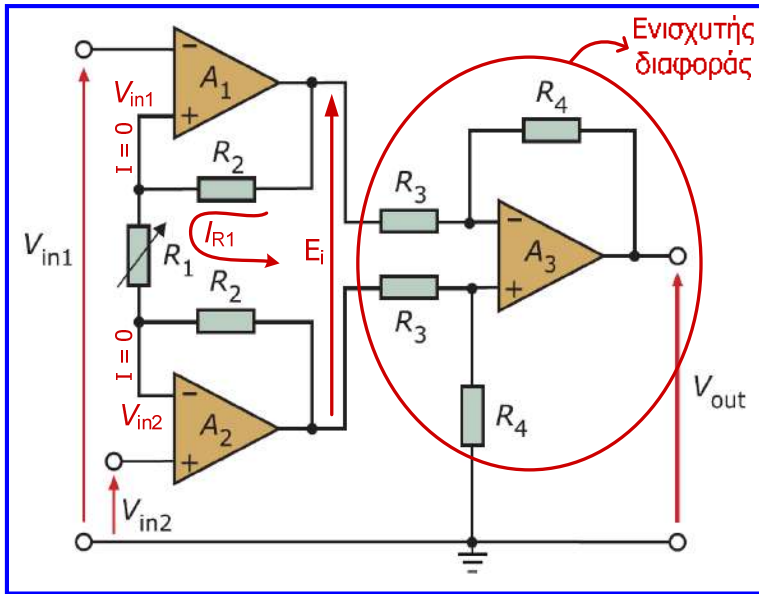 Ενισχυτής
διαφοράς
−
A1
+
Vin1
I = 0
R2
R4
R3
−
A3
+
Vin1
R1
IR1
Ei
R2
R3
I = 0
Vin2
−
A2
+
R4
Vout
Vin2